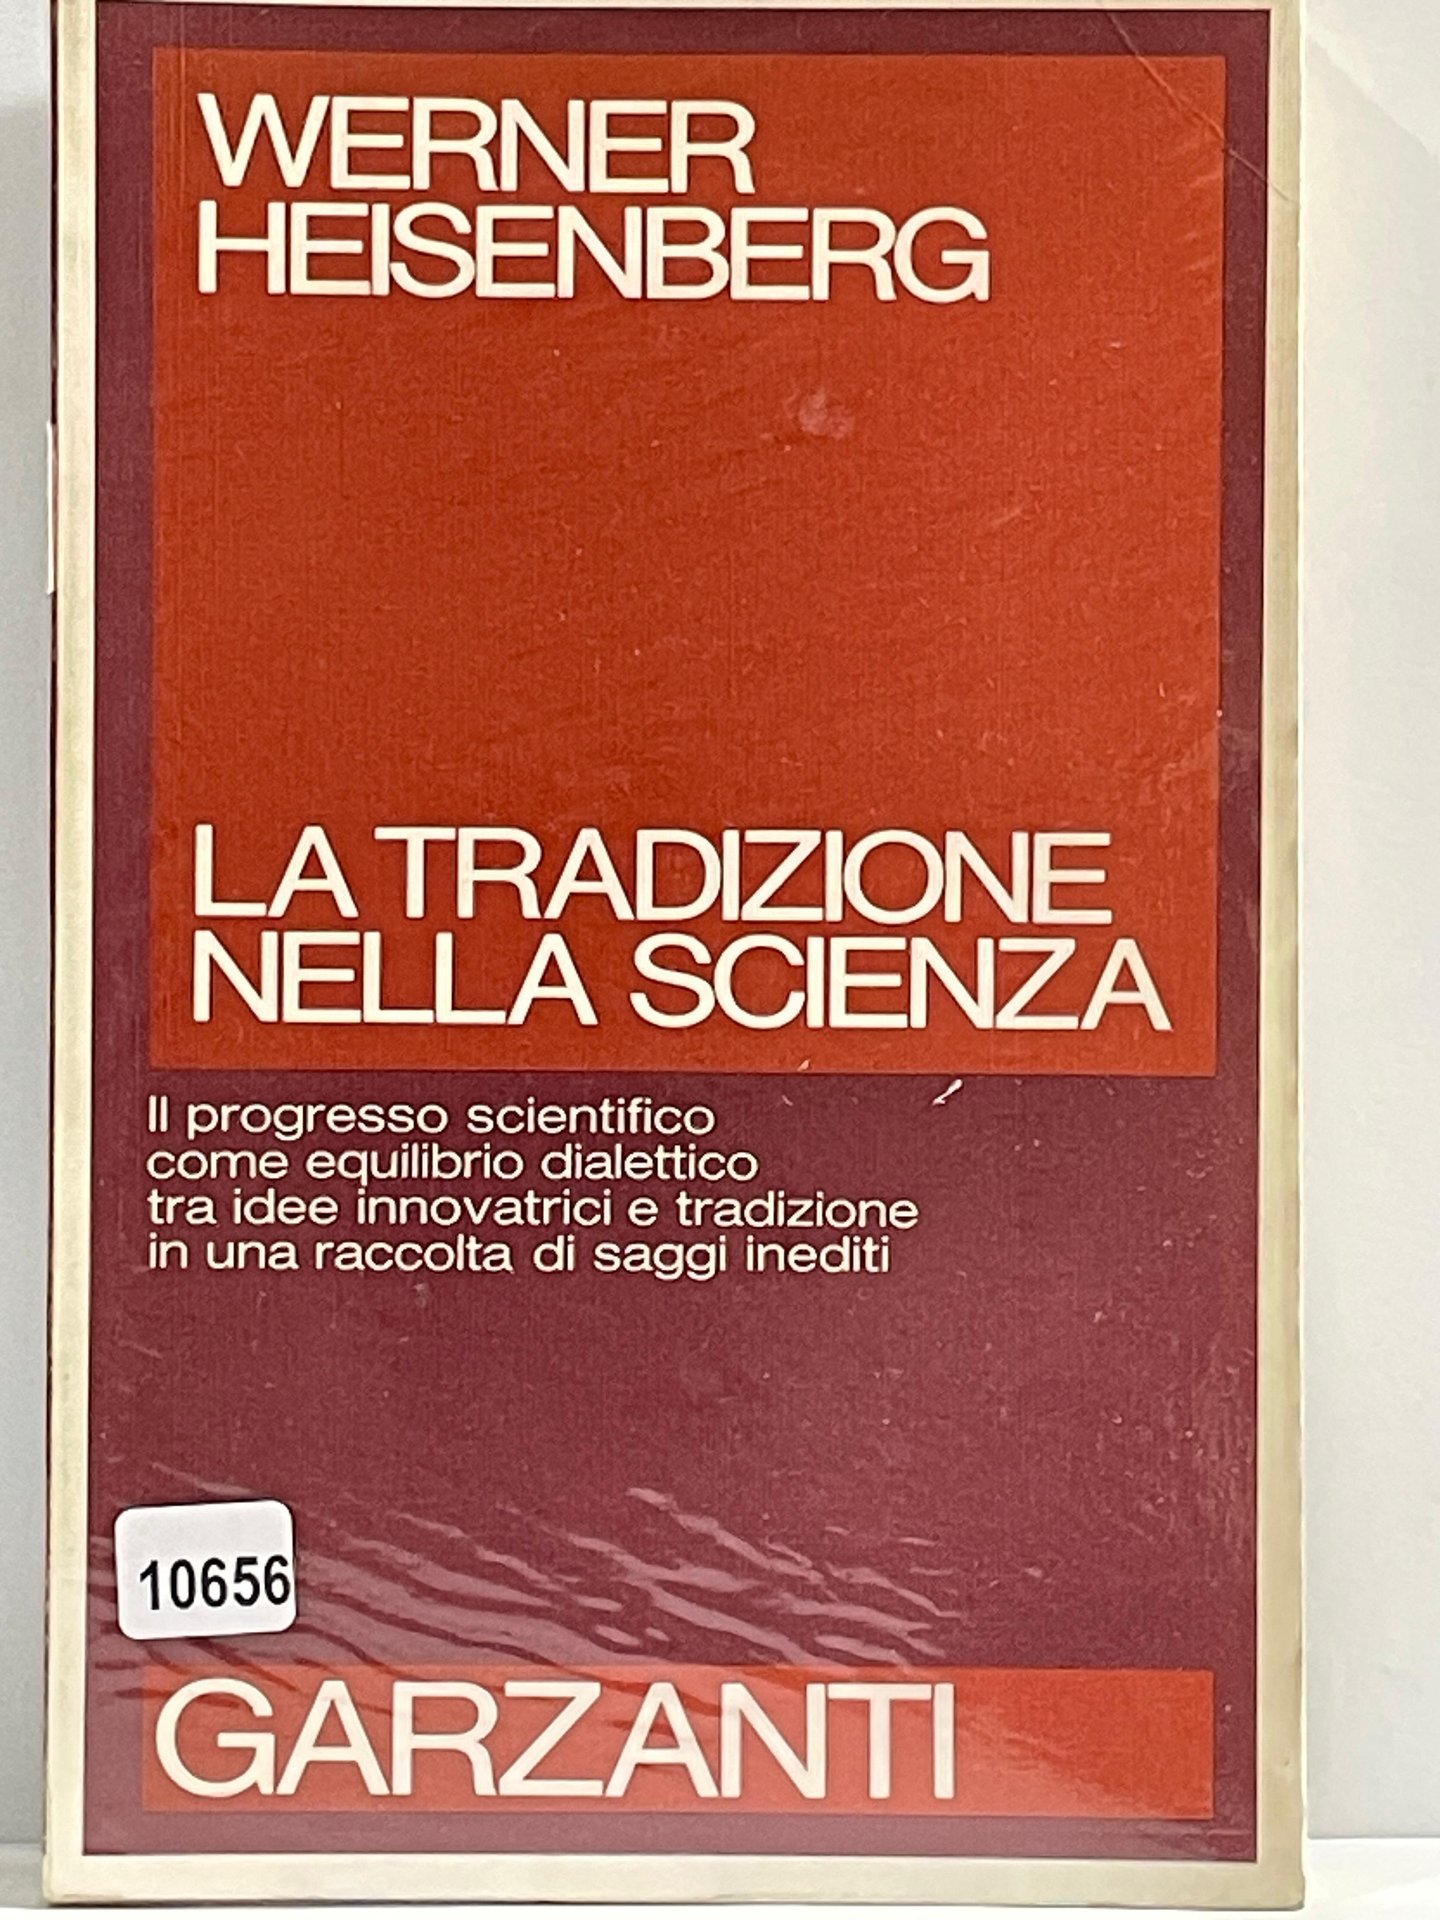 WERNER
HEISENBERG
LA TRADIZIONE
NELLA SCIENZA
Il progresso scientifico
come equilibrio dialettico
tra idee innovatrici e tradizione
in una raccolta di saggi inediti
10656
GARZANTI